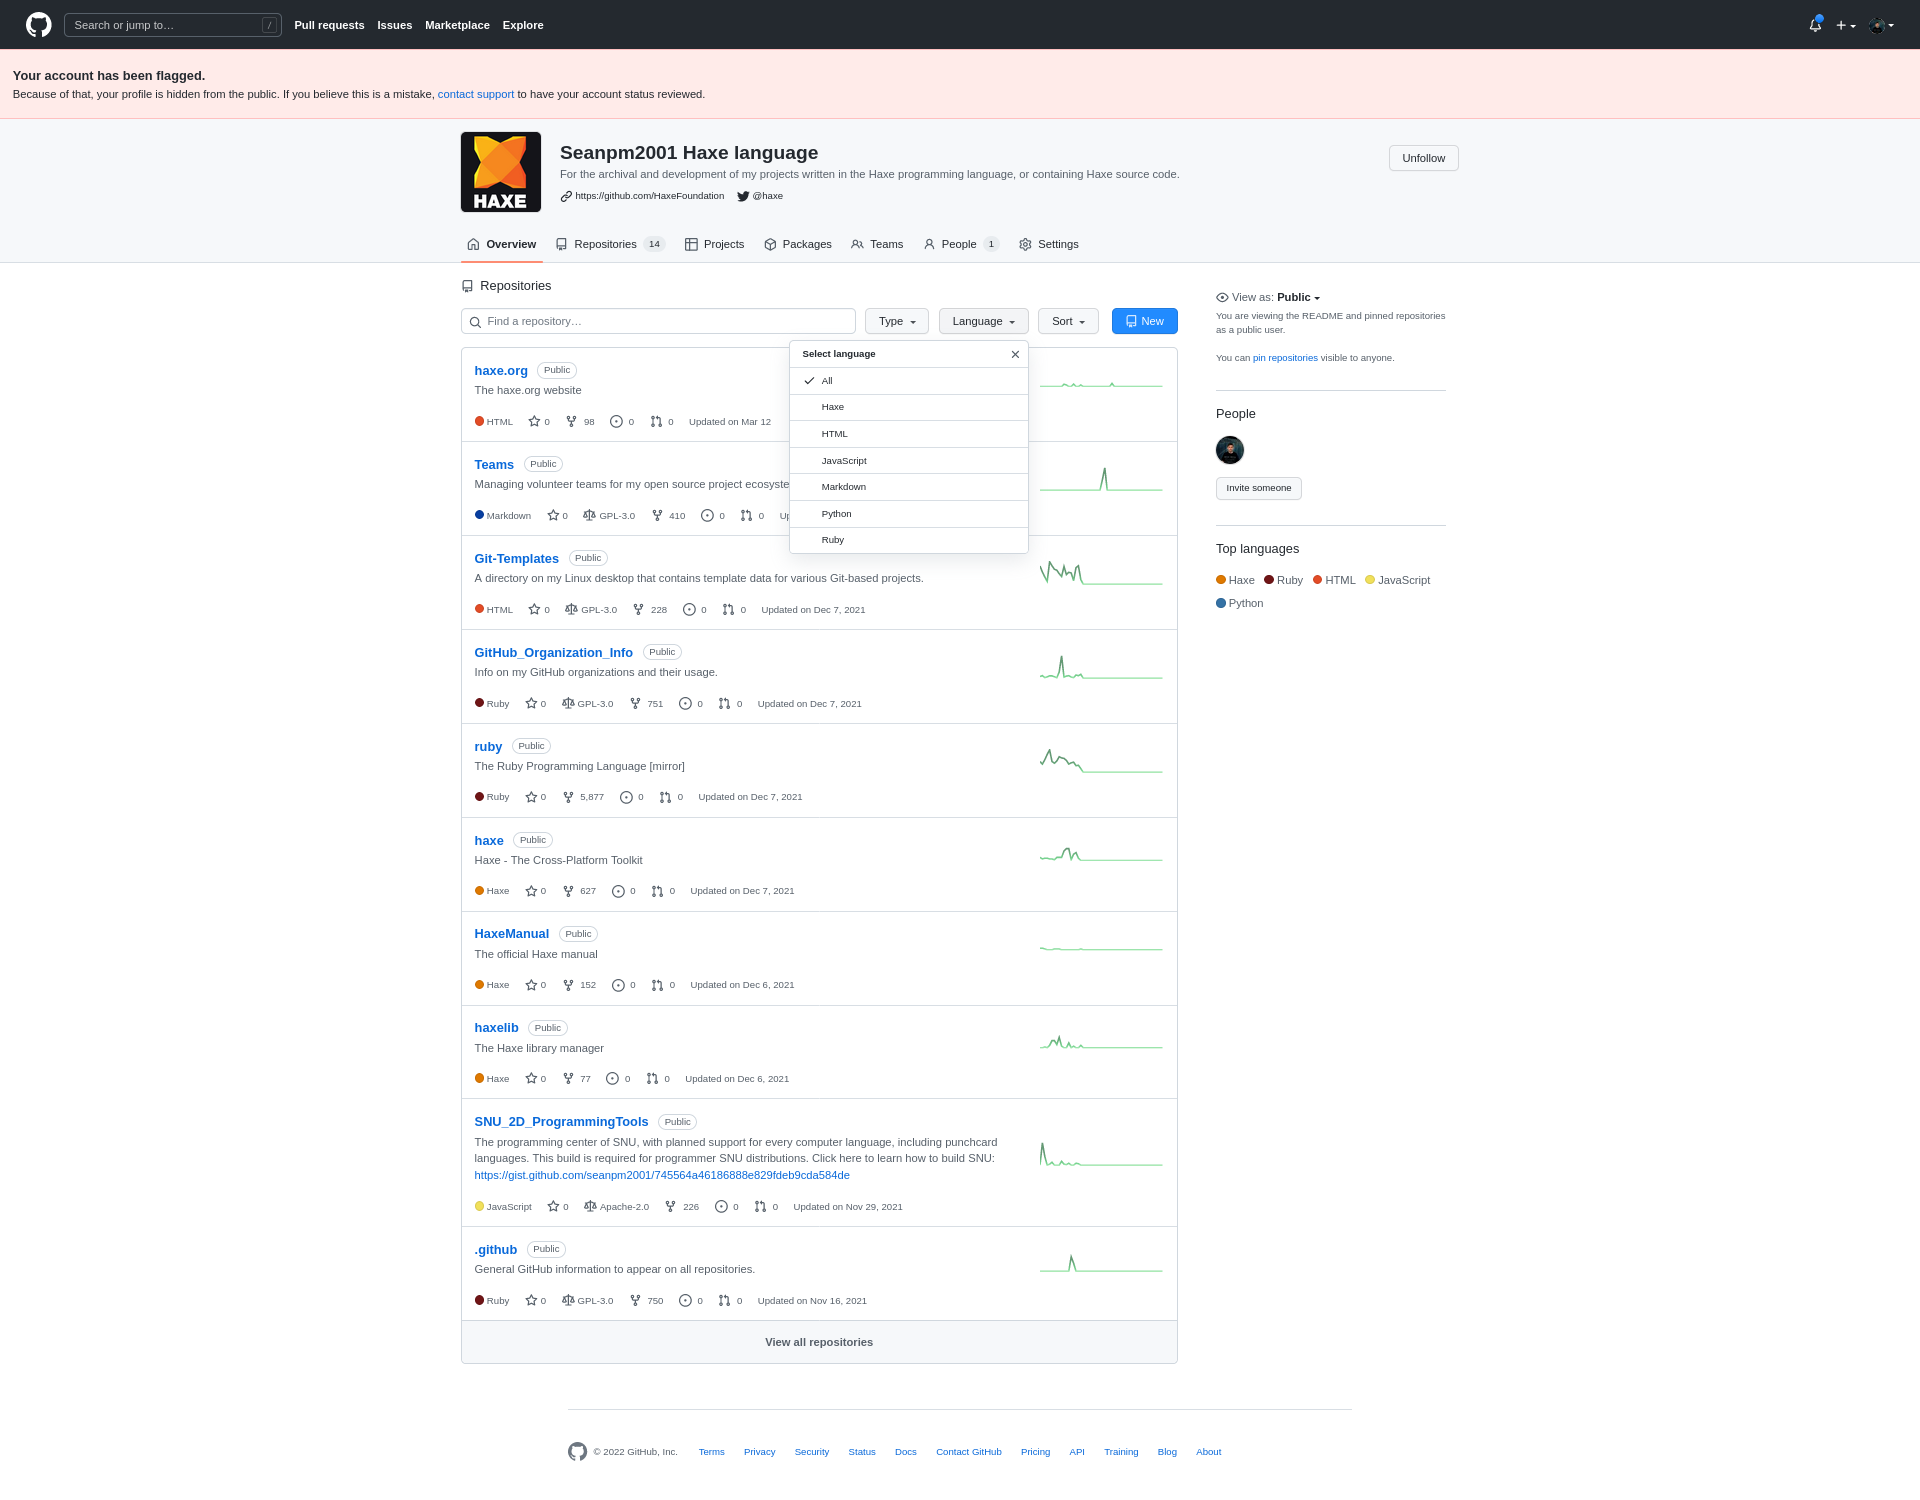 Search or jump to… /
Pull requests Issues Marketplace Explore
Your account has been flagged.
Because of that, your profile is hidden from the public. If you believe this is a mistake, contact support to have your account status reviewed.
HAXE
Seanpm2001 Haxe language
For the archival and development of my projects written in the Haxe programming language, or containing Haxe source code.
https://github.com/HaxeFoundation @haxe
Unfollow
Overview Repositories 14 Projects Packages Teams People 1 Settings
Repositories
Find a repository… Type Language Sort New
Select language
All
Haxe
HTML
JavaScript
Markdown
Python
Ruby
haxe.org Public
The haxe.org website
HTML 0 98 0 0 Updated on Mar 12
Teams Public
Managing volunteer teams for my open source project ecosyste
Markdown 0 GPL-3.0 410 0 0 Up
Git-Templates Public
A directory on my Linux desktop that contains template data for various Git-based projects.
HTML 0 GPL-3.0 228 0 0 Updated on Dec 7, 2021
GitHub_Organization_Info Public
Info on my GitHub organizations and their usage.
Ruby 0 GPL-3.0 751 0 0 Updated on Dec 7, 2021
ruby Public
The Ruby Programming Language [mirror]
Ruby 0 5,877 0 0 Updated on Dec 7, 2021
haxe Public
Haxe - The Cross-Platform Toolkit
Haxe 0 627 0 0 Updated on Dec 7, 2021
HaxeManual Public
The official Haxe manual
Haxe 0 152 0 0 Updated on Dec 6, 2021
haxelib Public
The Haxe library manager
Haxe 0 77 0 0 Updated on Dec 6, 2021
SNU_2D_ProgrammingTools Public
The programming center of SNU, with planned support for every computer language, including punchcard
languages. This build is required for programmer SNU distributions. Click here to learn how to build SNU:
https://gist.github.com/seanpm2001/745564a46186888e829fdeb9cda584de
JavaScript 0 Apache-2.0 226 0 0 Updated on Nov 29, 2021
.github Public
General GitHub information to appear on all repositories.
Ruby 0 GPL-3.0 750 0 0 Updated on Nov 16, 2021
View all repositories
View as: Public
You are viewing the README and pinned repositories
as a public user.
You can pin repositories visible to anyone.
People
Invite someone
Top languages
Haxe Ruby HTML JavaScript
Python
© 2022 GitHub, Inc. Terms Privacy Security Status Docs Contact GitHub Pricing API Training Blog About